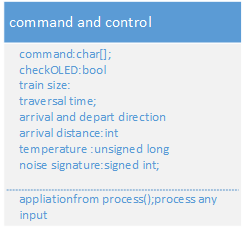 command and control
command:char[];
checkOLED:bool
train size:
traversal time;
arrival and depart direction
arrival distance:int
temperature :unsigned long
noise signature:signed int;
appliationfrom process();process any
input